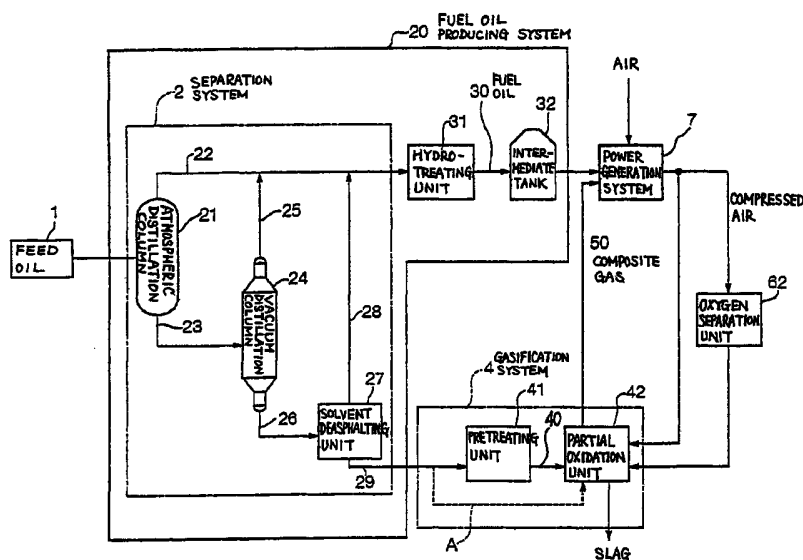 20 FUEL OIL
PRODUCING SYSTEM
2 SEPARATION
SYSTEM
AIR
30 FUEL
OIL
32
7
22
31
HYDRO-
TREATING
UNIT
INTER-
MEDIATE
TANK
POWER
GENERATION
SYSTEM
1
FEED
OIL
21
ATMOSPHERIC
DISTILLATION
COLUMN
25
COMPRESSED
AIR
50
COMPOSITE
GAS
24
VACUUM
DISTILLATION
COLUMN
28
62
OXYGEN
SEPARATION
UNIT
23
27
SOLVENT
DEASPHALTING
UNIT
26
29
4 GASIFICATION
SYSTEM
41
PRETREATING
UNIT
40
42
PARTIAL
OXIDATION
UNIT
A
SLAG